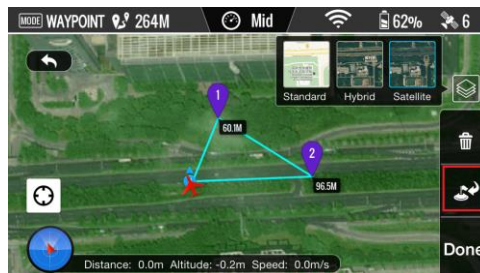 MODE WAYPOINT 264M Mid 62% 6
Standard Hybrid Satellite
1
60.1M
2
96.5M
Done
Distance: 0.0m Altitude: -0.2m Speed: 0.0m/s